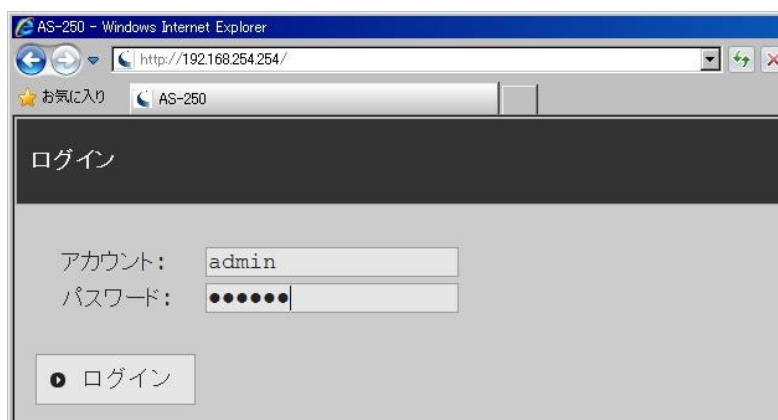 AS-250 - Windows Internet Explorer
http://192.168.254.254/
お気に入り AS-250
ログイン
アカウント: admin
パスワード: ●●●●●●
ログイン